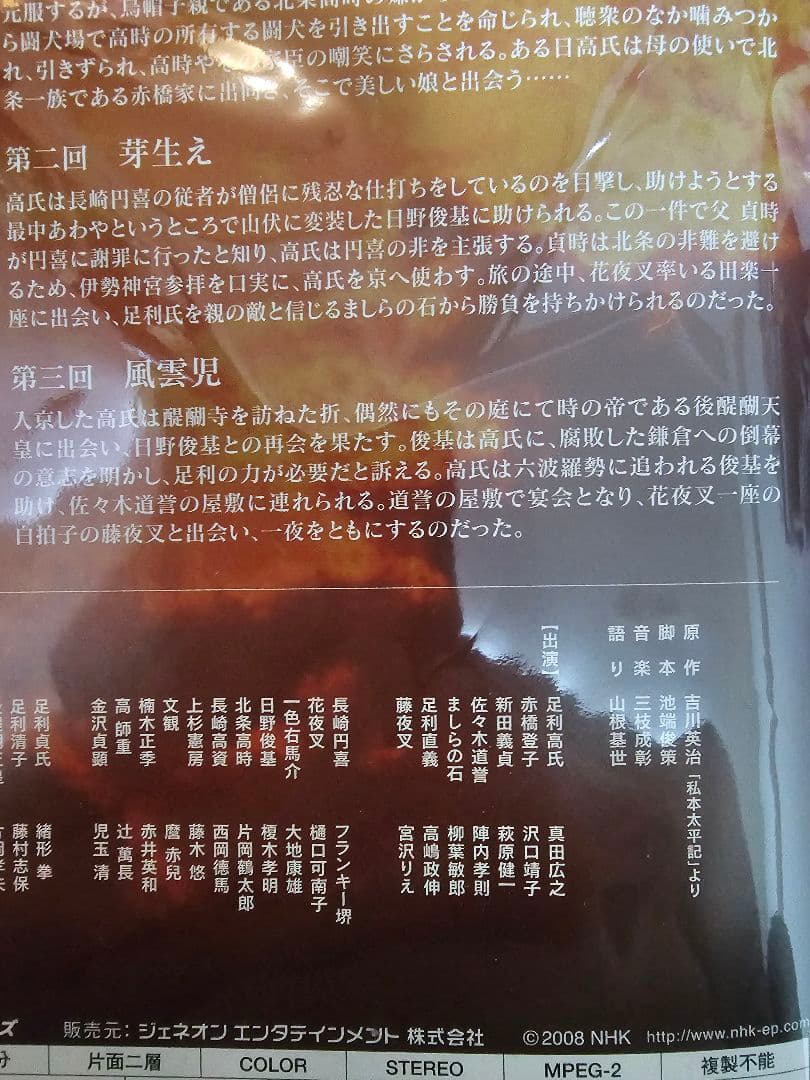 元服するが、烏帽子親である北条高時の嫌が
ら闘犬場で高時の所有する闘犬を引き出すことを命じられ、聴衆のなか噛みつか
れ、引きずられ、高時や
家臣の嘲笑にさらされる。ある日高氏は母の使いで北
条一族である赤橋家に出向き、そこで美しい娘と出会う……
第二回 芽生え
高氏は長崎円喜の従者が僧侶に残忍な仕打ちをしているのを目撃し、助けようとする
最中あわやというところで山伏に変装した日野俊基に助けられる。この一件で父 貞時
が円喜に謝罪に行ったと知り、高氏は円喜の非を主張する。貞時は北条の非難を避け
るため、伊勢神宮参拝を口実に、高氏を京へ使わす。旅の途中、花夜叉率いる田楽一
座に出会い、足利氏を親の敵と信じるましらの石から勝負を持ちかけられるのだった。
第三回 風雲児
入京した高氏は醍醐寺を訪ねた折、偶然にもその庭にて時の帝である後醍醐天
皇に出会い、日野俊基との再会を果たす。俊基は高氏に、腐敗した鎌倉への倒幕
の意志を明かし、足利の力が必要だと訴える。高氏は六波羅勢に追われる俊基を
助け、佐々木道誉の屋敷に連れられる。道誉の屋敷で宴会となり、花夜叉一座の
白拍子の藤夜叉と出会い、一夜をともにするのだった。
原作 吉川英治「私本太平記」より
脚本 池端俊策
音楽 三枝成彰
語り 山根基世
【出演】 足利高氏 真田広之
赤橋登子 沢口靖子
新田義貞 萩原健一
佐々木道誉 陣内孝則
ましらの石 柳葉敏郎
足利直義 高嶋政伸
藤夜叉 宮沢りえ
長崎円喜 フランキー堺
花夜叉 樋口可南子
一色右馬介 大地康雄
日野俊基 榎木孝明
北条高時 片岡鶴太郎
長崎高資 西岡徳馬
上杉憲房 藤木悠
文観 麿赤兒
楠木正季 赤井英和
高師重 辻萬長
金沢貞顕 児玉清
足利貞氏 緒形拳
足利清子 藤村志保
ズ 販売元：ジェネオン エンタテインメント 株式会社 ©2008 NHK http://www.nhk-ep.com
分 片面二層 COLOR STEREO MPEG-2 複製不能